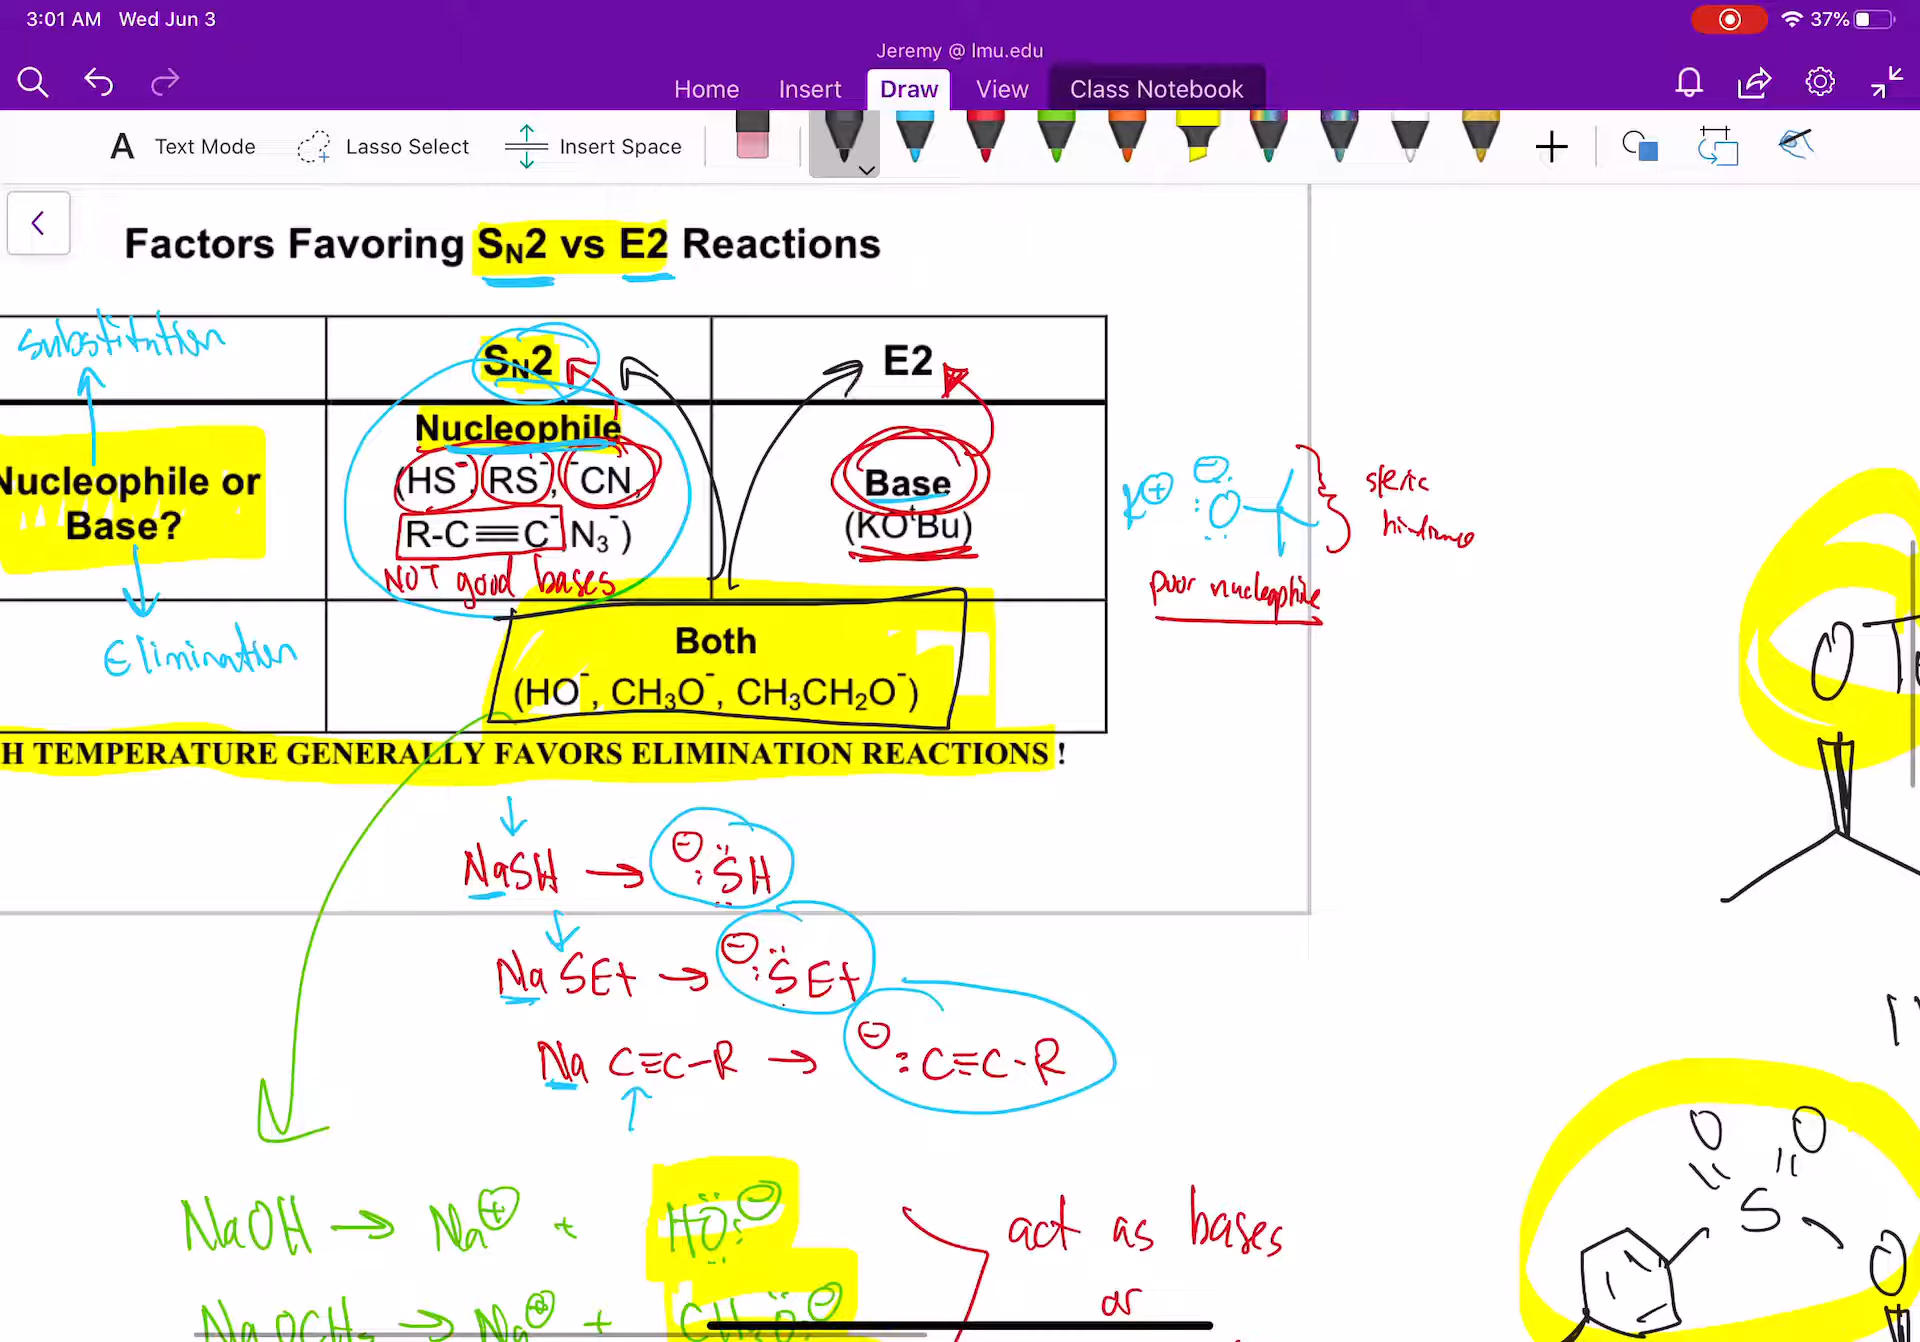 3:01 AM Wed Jun 3
37%
Jeremy @ lmu.edu
Home Insert Draw View Class Notebook
A Text Mode Lasso Select Insert Space
Factors Favoring SN2 vs E2 Reactions
substitution
SN2
E2
Nucleophile or
Base?
Nucleophile
(HS⁻, RS⁻, ⁻CN,
R-C≡C⁻ N₃⁻)
NOT good bases
Base
(KOᵗBu)
K⊕ ⊖ :O
steric
hindrance
poor nucleophile
Elimination
Both
(HO⁻, CH₃O⁻, CH₃CH₂O⁻)
H TEMPERATURE GENERALLY FAVORS ELIMINATION REACTIONS !
NaSH → ⊖ :SH
NaSEt → ⊖ :SEt
Na C≡C-R → ⊖ :C≡C-R
NaOH → Na⊕ + HO:⊖
act as bases
or
NaOCH₃ → Na⊕ + CH₃O:⊖
O
O O
S
O